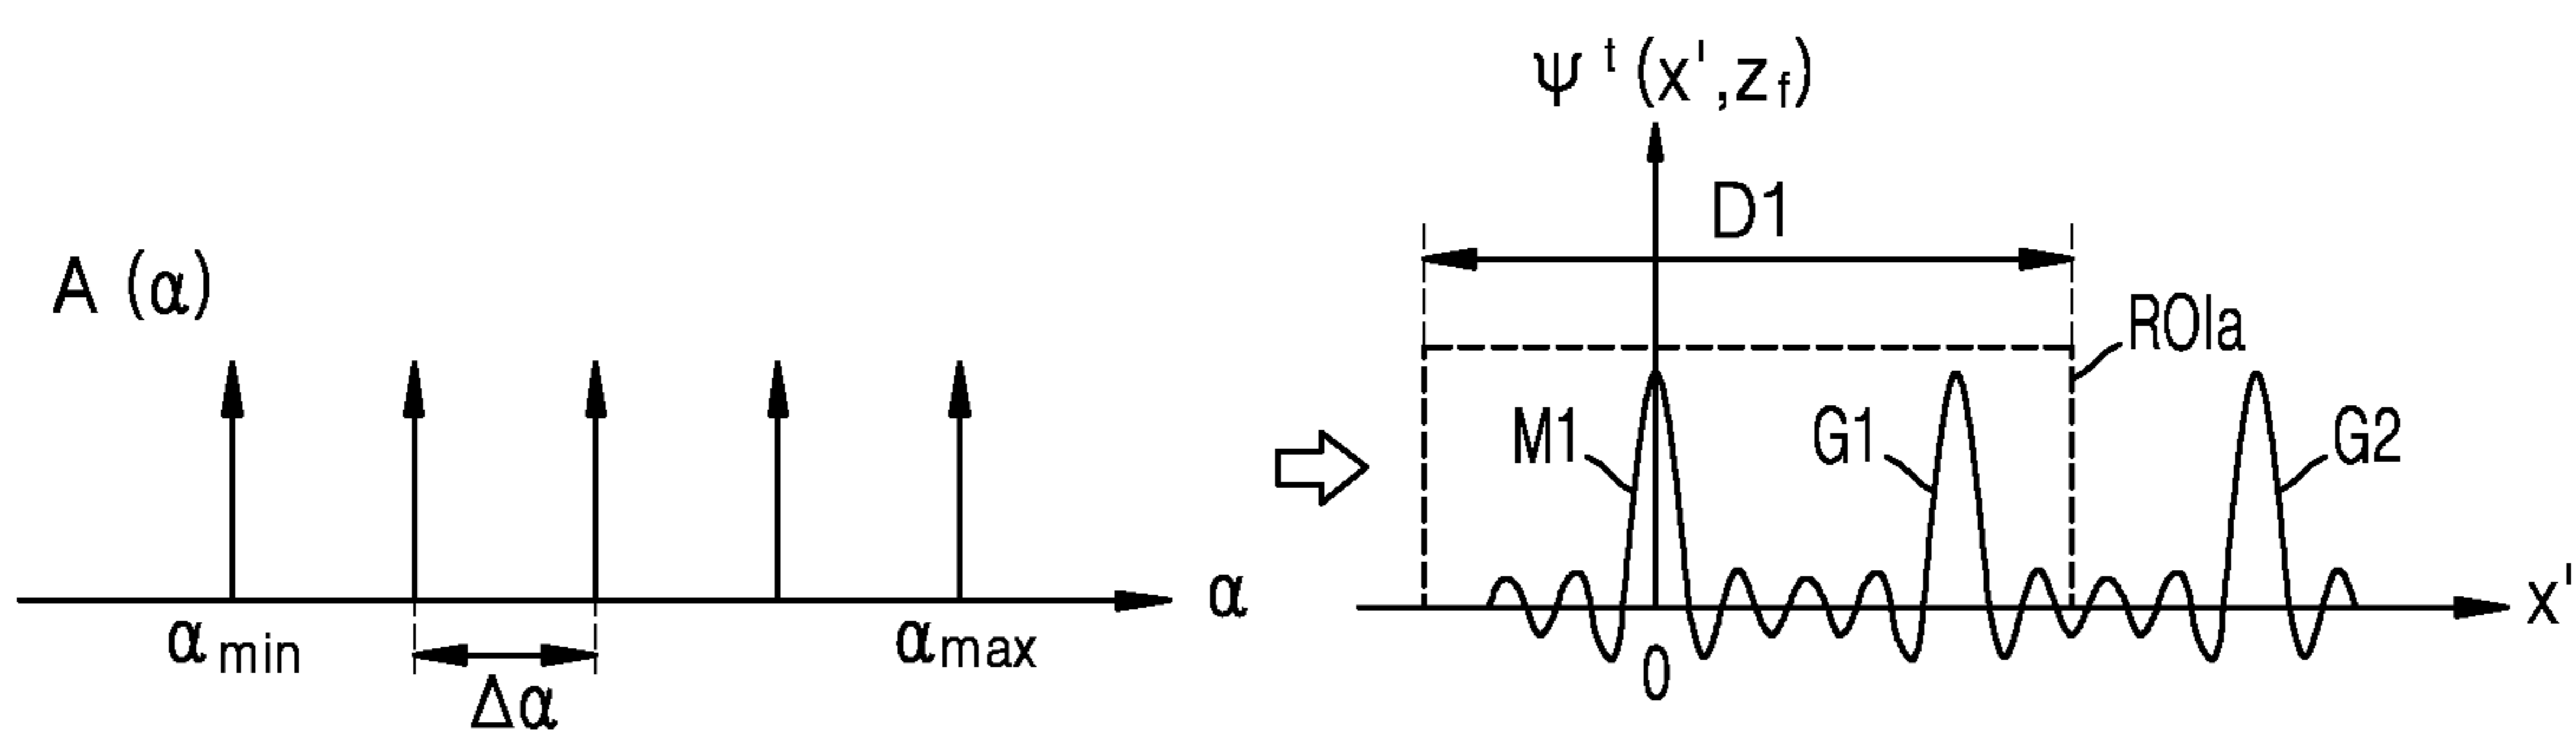 A (α)
α min
α max
Δα
α
ψ t (x',z f)
D1
ROIa
M1
G1
G2
0
x'